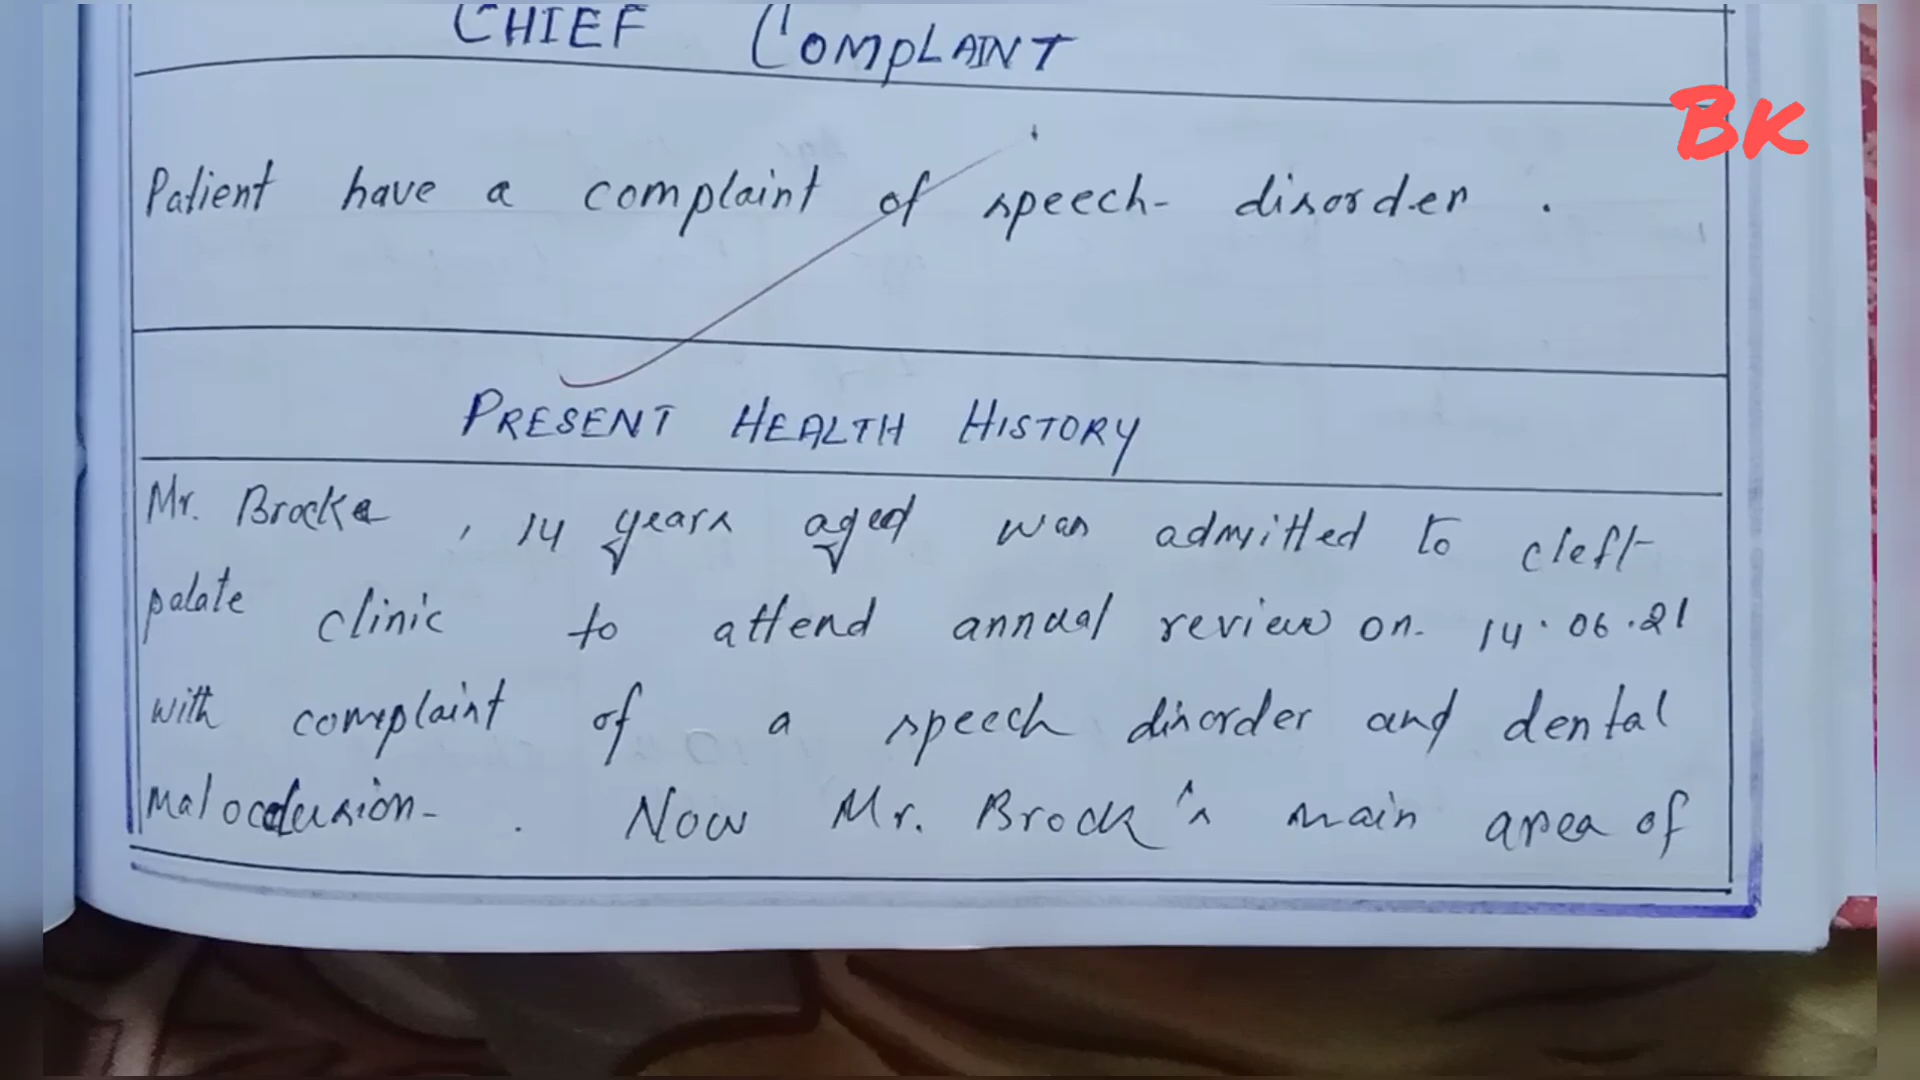 CHIEF COMPLAINT
BK
Patient have a complaint of speech disorder .
PRESENT HEALTH HISTORY
Mr. Brocke , 14 years aged was admitted to cleft
palate clinic to attend annual review on 14.06.21
with complaint of a speech disorder and dental
malocclusion . Now Mr. Brock's main area of